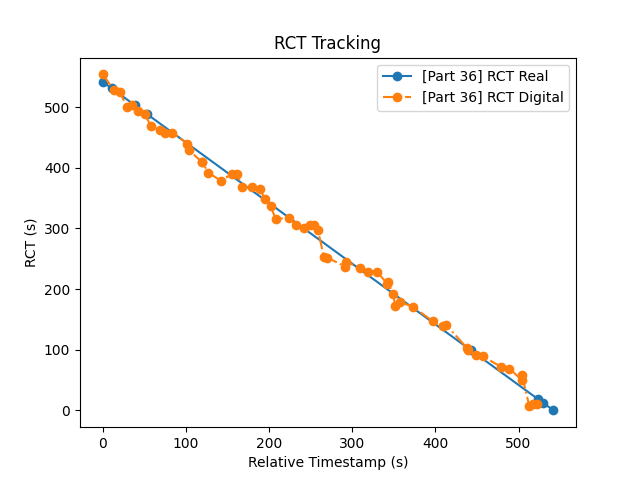 RCT Tracking
[Part 36] RCT Real
[Part 36] RCT Digital
RCT (s)
500
400
300
200
100
0
0 100 200 300 400 500
Relative Timestamp (s)